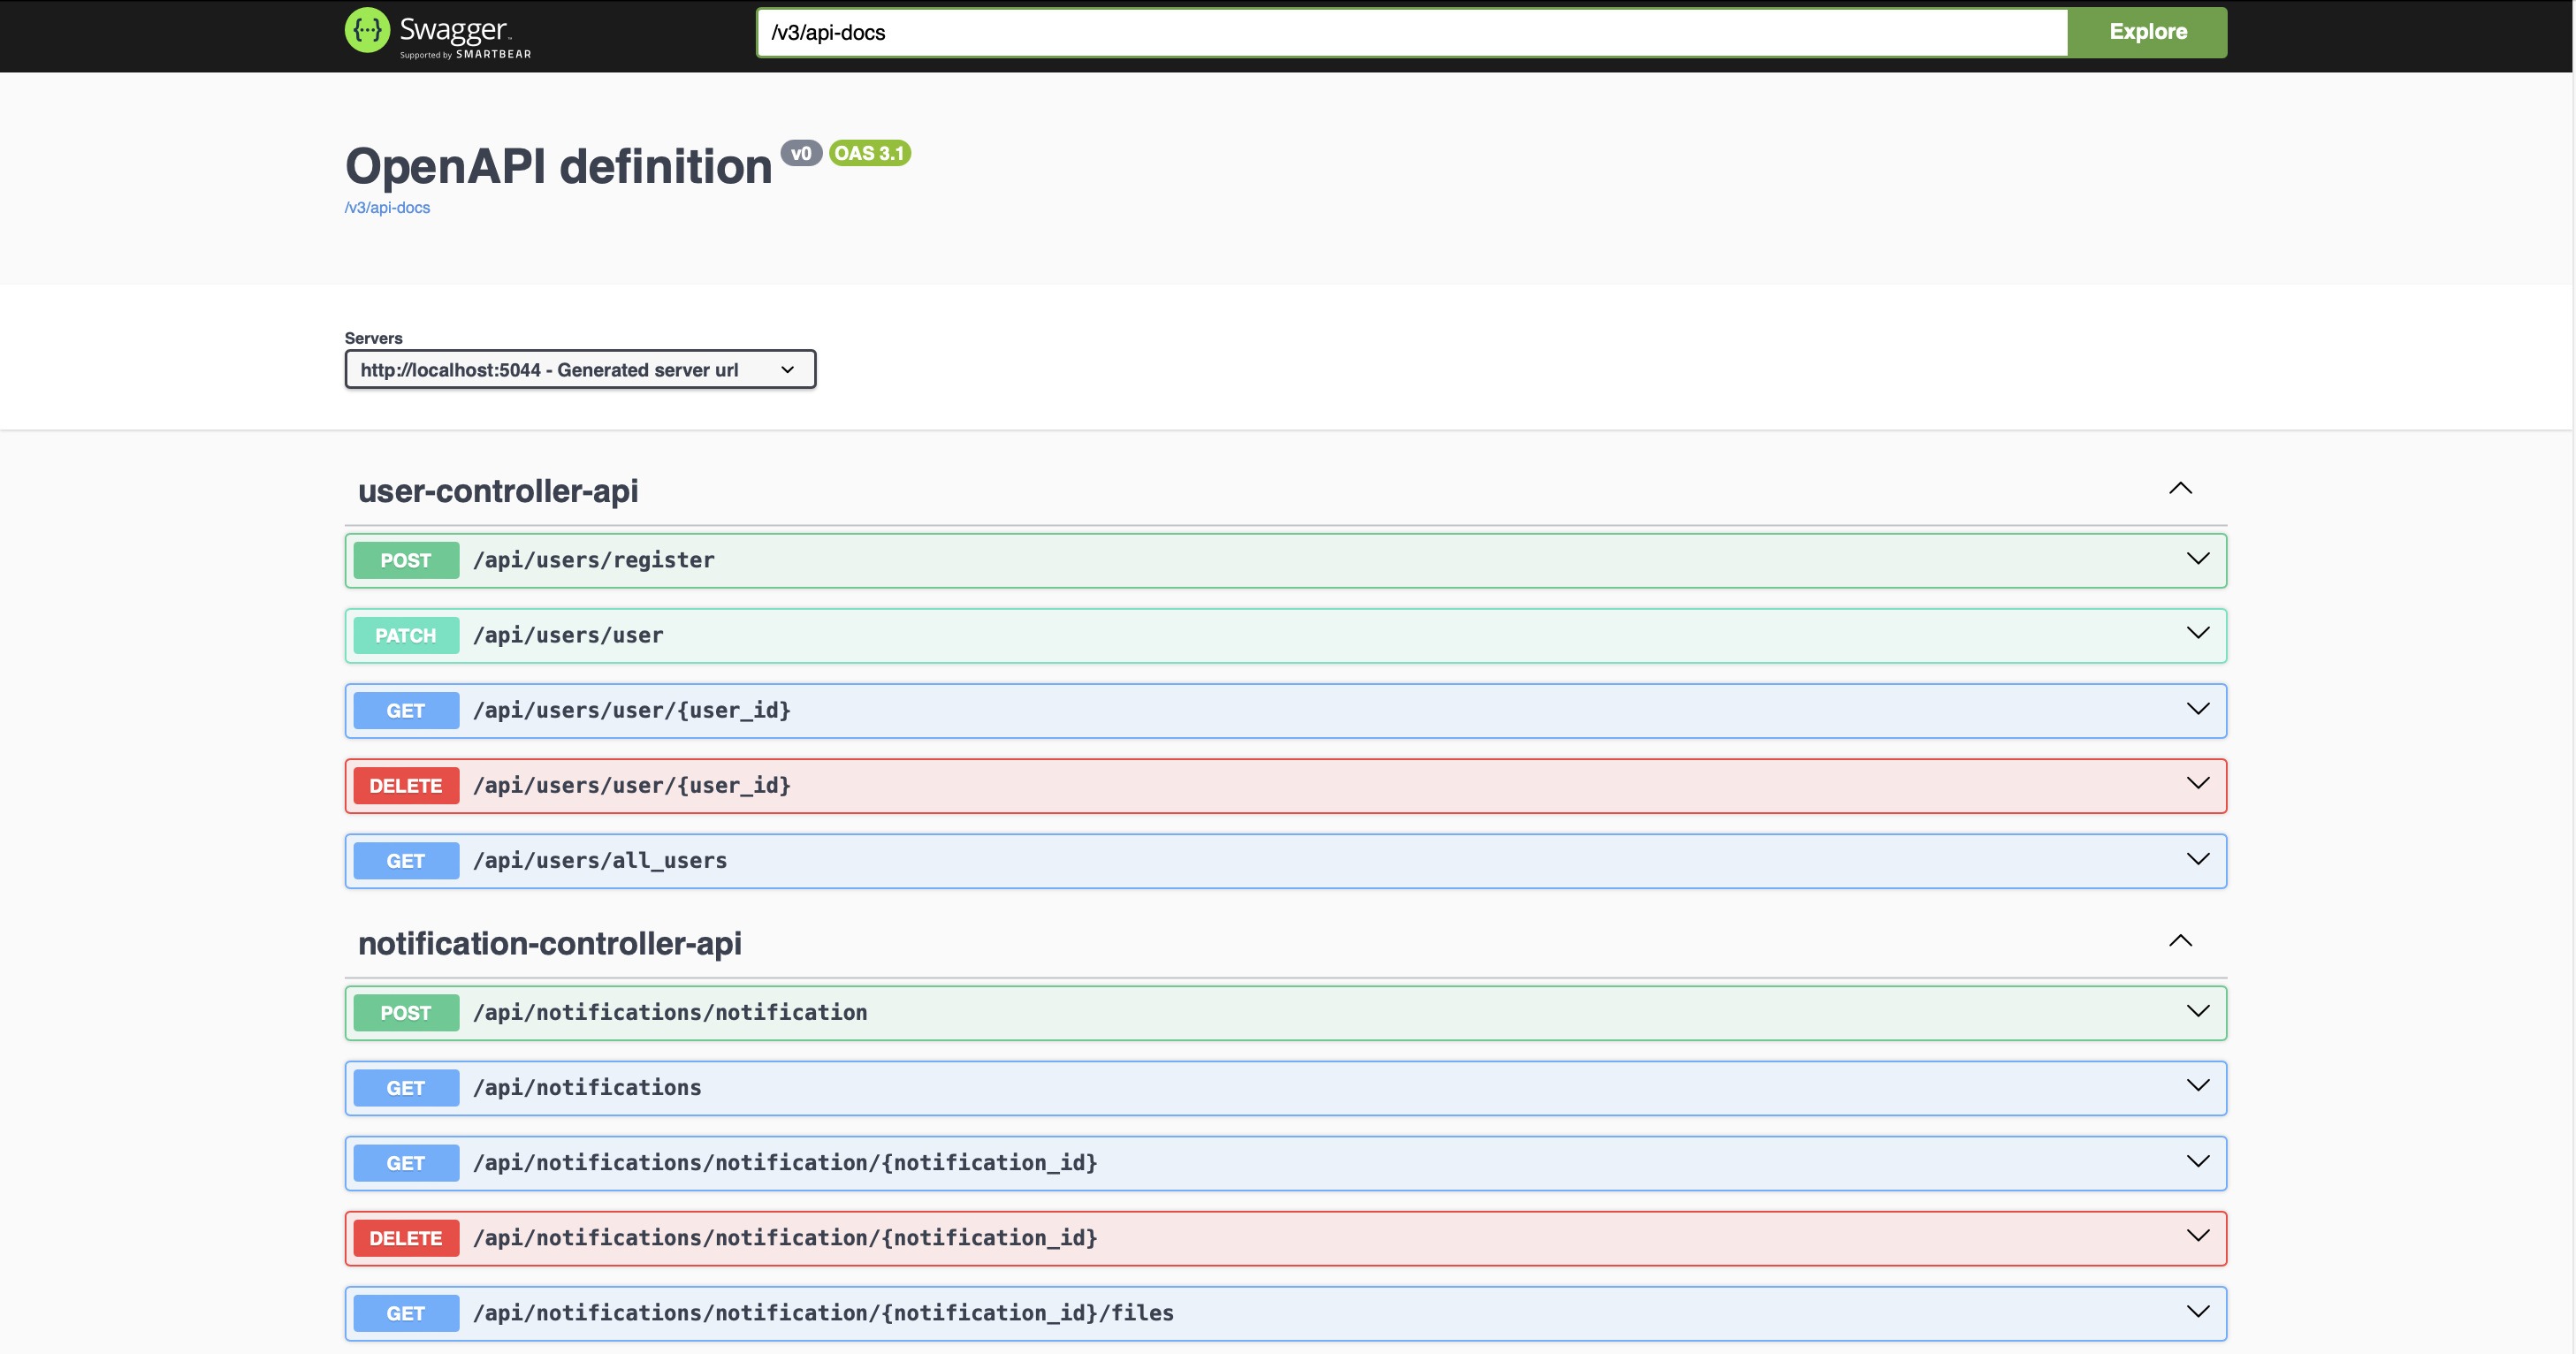 Swagger™
Supported by SMARTBEAR
/v3/api-docs
Explore
OpenAPI definition v0 OAS 3.1
/v3/api-docs
Servers
http://localhost:5044 - Generated server url
user-controller-api
POST /api/users/register
PATCH /api/users/user
GET /api/users/user/{user_id}
DELETE /api/users/user/{user_id}
GET /api/users/all_users
notification-controller-api
POST /api/notifications/notification
GET /api/notifications
GET /api/notifications/notification/{notification_id}
DELETE /api/notifications/notification/{notification_id}
GET /api/notifications/notification/{notification_id}/files